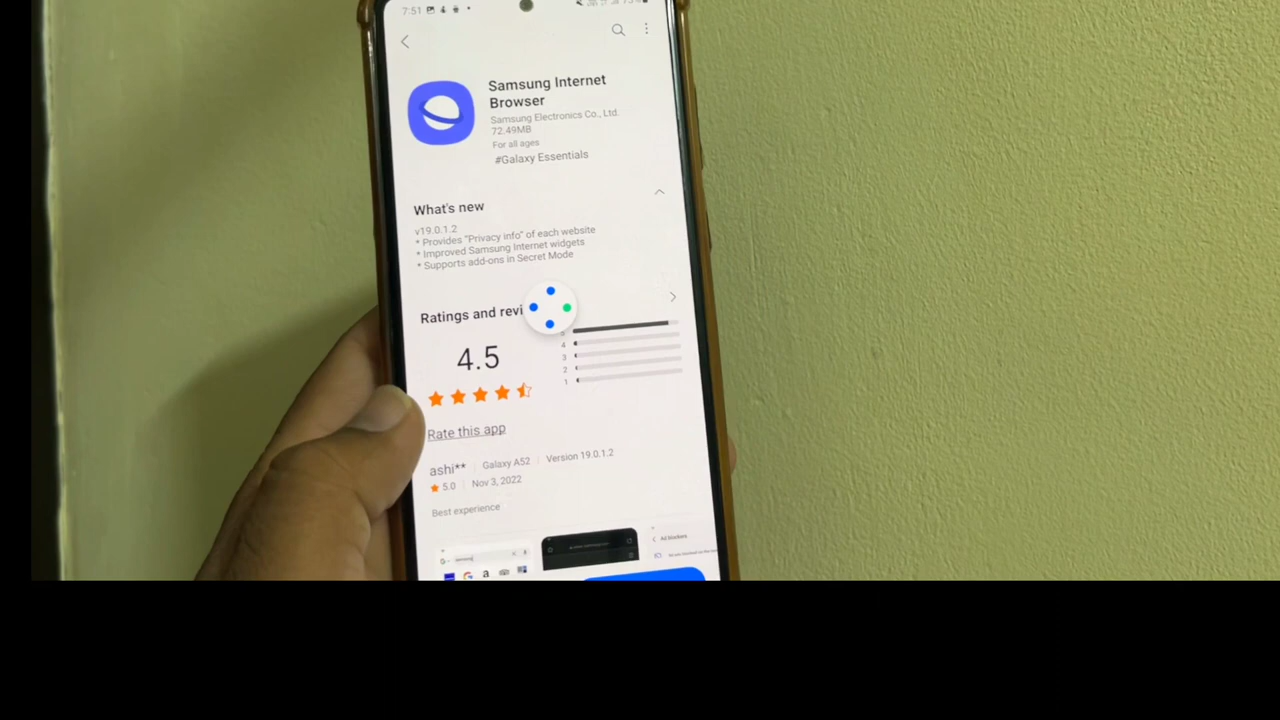 7:51
Samsung Internet
Browser
Samsung Electronics Co., Ltd.
72.49MB
For all ages
#Galaxy Essentials
What's new
v19.0.1.2
* Provides "Privacy info" of each website
* Improved Samsung Internet widgets
* Supports add-ons in Secret Mode
Ratings and revi
5
4
3
2
1
4.5
Rate this app
ashi** Galaxy A52 Version 19.0.1.2
5.0 Nov 3, 2022
Best experience
Ad blockers
samsung
G a